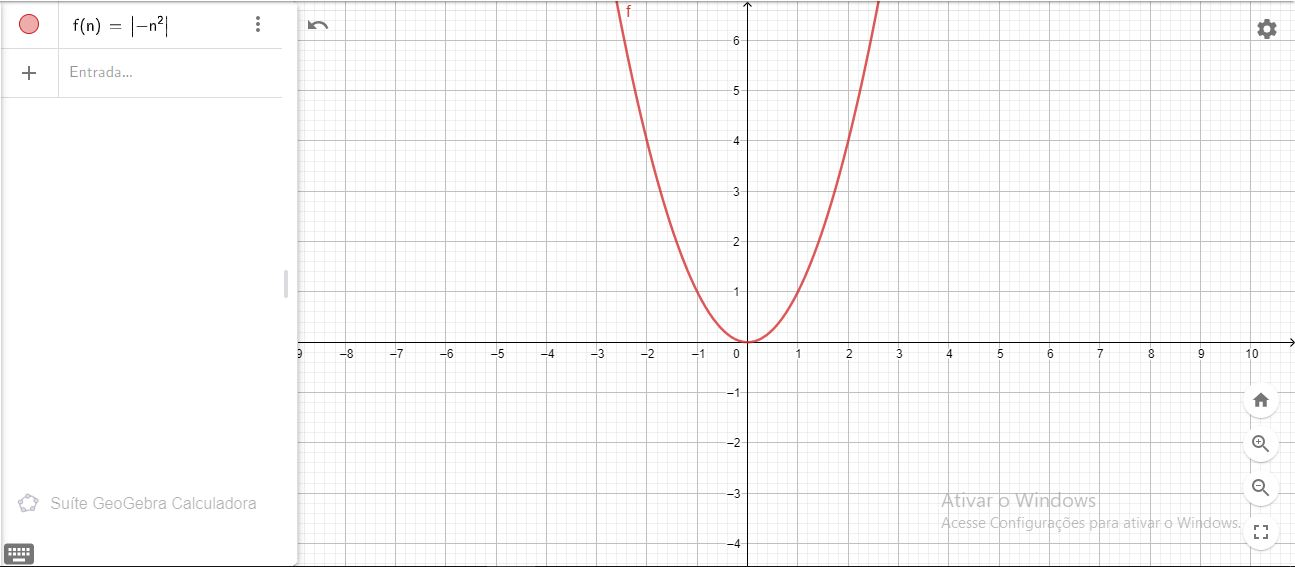 f(n) = |−n²|
Entrada...
Suíte GeoGebra Calculadora
f
6
5
4
3
2
1
9 −8 −7 −6 −5 −4 −3 −2 −1 0 1 2 3 4 5 6 7 8 9 10
−1
−2
−3
−4
Ativar o Windows
Acesse Configurações para ativar o Windows.